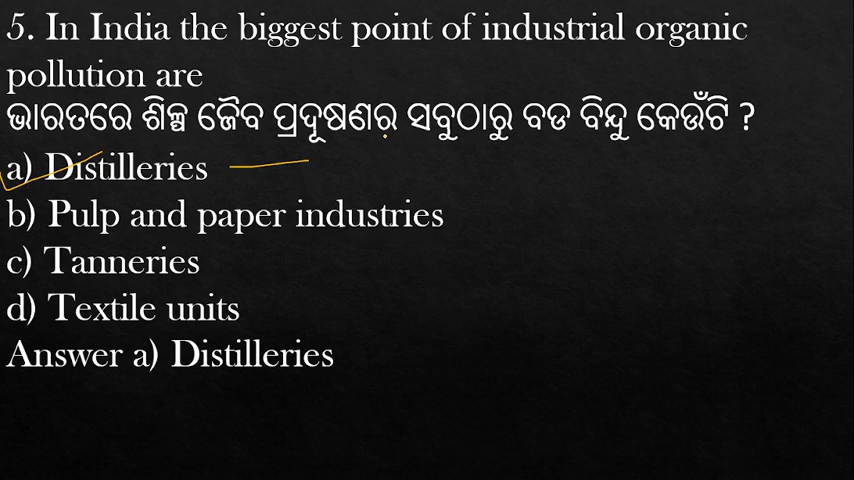 5. In India the biggest point of industrial organic
pollution are
ଭାରତରେ ଶିଳ୍ପ ଜୈବ ପ୍ରଦୂଷଣର ସବୁଠାରୁ ବଡ ବିନ୍ଦୁ କେଉଁଟି ?
a) Distilleries
b) Pulp and paper industries
c) Tanneries
d) Textile units
Answer a) Distilleries